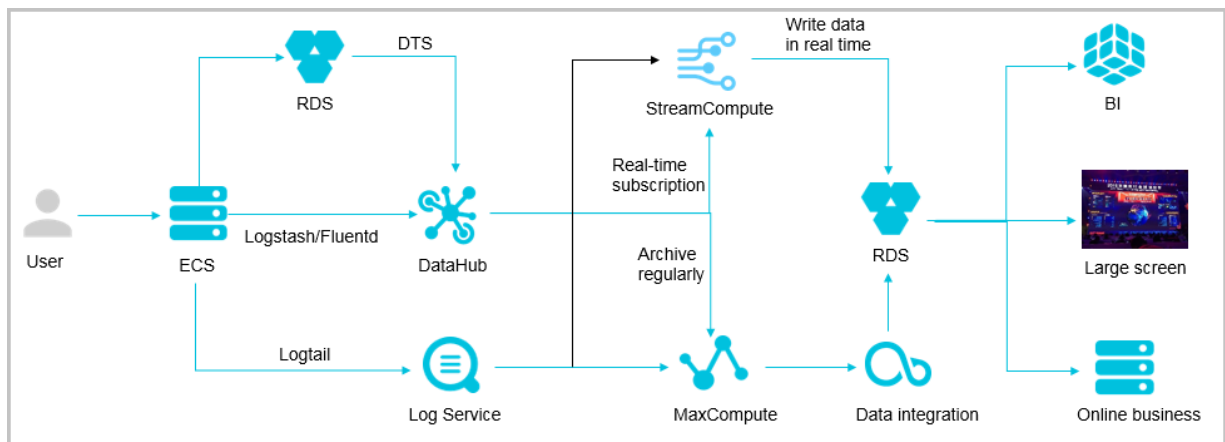 DTS
Write data
in real time
RDS
StreamCompute
BI
Real-time
subscription
User
ECS
Logstash/Fluentd
DataHub
Archive
regularly
RDS
Large screen
Logtail
Log Service
MaxCompute
Data integration
Online business